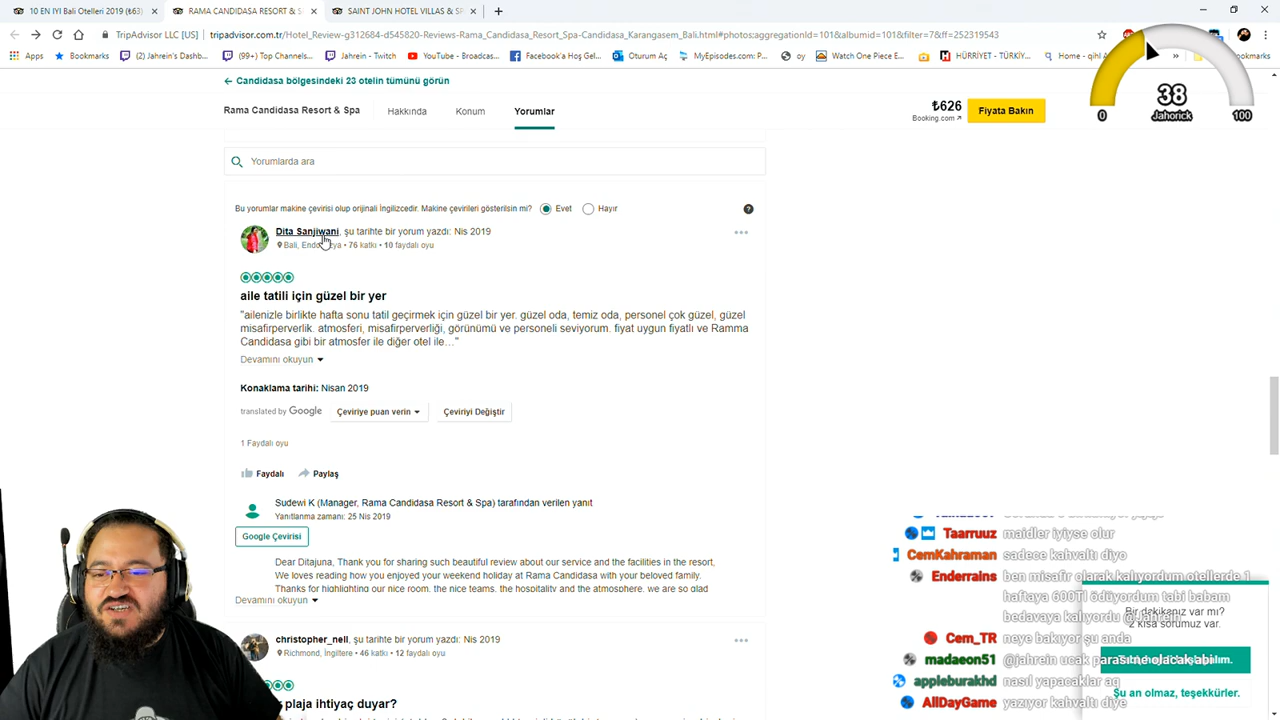 10 EN IYI Bali Otelleri 2019 (₺63) RAMA CANDIDASA RESORT & S SAINT JOHN HOTEL VILLAS & SP
TripAdvisor LLC [US] | tripadvisor.com.tr/Hotel_Review-g312684-d545820-Reviews-Rama_Candidasa_Resort_Spa-Candidasa_Karangasem_Bali.html#photos:aggregationId=101&albumid=101&filter=7&ff=252319543
Apps Bookmarks (2) Jahrein's Dashb... (99+) Top Channels... Jahrein - Twitch YouTube - Broadcas... Facebook'a Hoş Gel... Oturum Aç MyEpisodes.com: P... oy Watch One Piece E... HÜRRİYET - TÜRKİY... Home - qihl A » ookmarks
Candidasa bölgesindeki 23 otelin tümünü görün
Rama Candidasa Resort & Spa Hakkında Konum Yorumlar
₺626
Booking.com
Fiyata Bakın
38
0 Jahorick 100
Yorumlarda ara
Bu yorumlar makine çevirisi olup orijinali İngilizcedir. Makine çevirileri gösterilsin mi? Evet Hayır
Dita Sanjiwani, şu tarihte bir yorum yazdı: Nis 2019
Bali, Endo ya • 76 katkı • 10 faydalı oyu
aile tatili için güzel bir yer
"ailenizle birlikte hafta sonu tatil geçirmek için güzel bir yer. güzel oda, temiz oda, personel çok güzel, güzel
misafirperverlik. atmosferi, misafirperverliği, görünümü ve personeli seviyorum. fiyat uygun fiyatlı ve Ramma
Candidasa gibi bir atmosfer ile diğer otel ile..."
Devamını okuyun
Konaklama tarihi: Nisan 2019
translated by Google Çeviriye puan verin Çeviriyi Değiştir
1 Faydalı oyu
Faydalı Paylaş
Sudewi K (Manager, Rama Candidasa Resort & Spa) tarafından verilen yanıt
Yanıtlanma zamanı: 25 Nis 2019
Google Çevirisi
Dear Ditajuna, Thank you for sharing such beautiful review about our service and the facilities in the resort,
We loves reading how you enjoyed your weekend holiday at Rama Candidasa with your beloved family.
Thanks for highlighting our nice room, the nice teams, the hospitality and the atmosphere, we are so glad
Devamını okuyun
christopher_nell, şu tarihte bir yorum yazdı: Nis 2019
Richmond, İngiltere • 46 katkı • 12 faydalı oyu
plaja ihtiyaç duyar?
Taarruuz maidler iyiyse olur
CemKahraman sadece kahvaltı diyo
Enderrains ben misafir olarak kalıyordum otellerde 1
haftaya 600Tl ödüyordum tabi babam
bedavaya kalıyordu @Jahrein
Cem_TR neye bakıyor şu anda
madaeon51 @jahrein ucak parası ne olacak abi
appleburakhd nasıl yapacaklar aq
AllDayGame yazıyor kahvaltı diye
Bir dakikanız var mı?
2 kısa sorumuz var.
Şu an olmaz, teşekkürler.